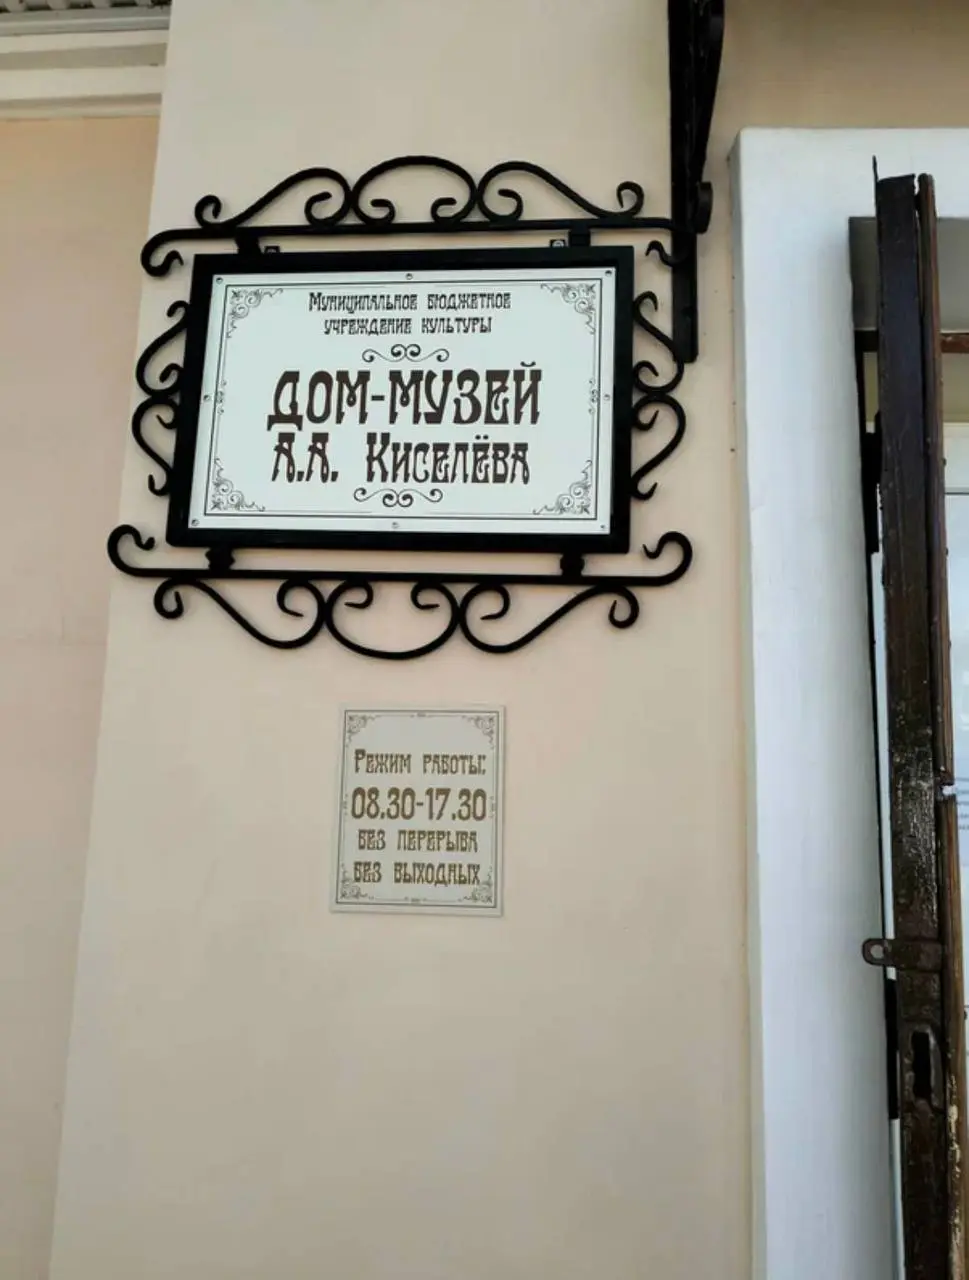 Муниципальное бюджетное
учреждение культуры
ДОМ-МУЗЕЙ
А.А. Киселёва
Режим работы:
08.30-17.30
без перерыва
без выходных